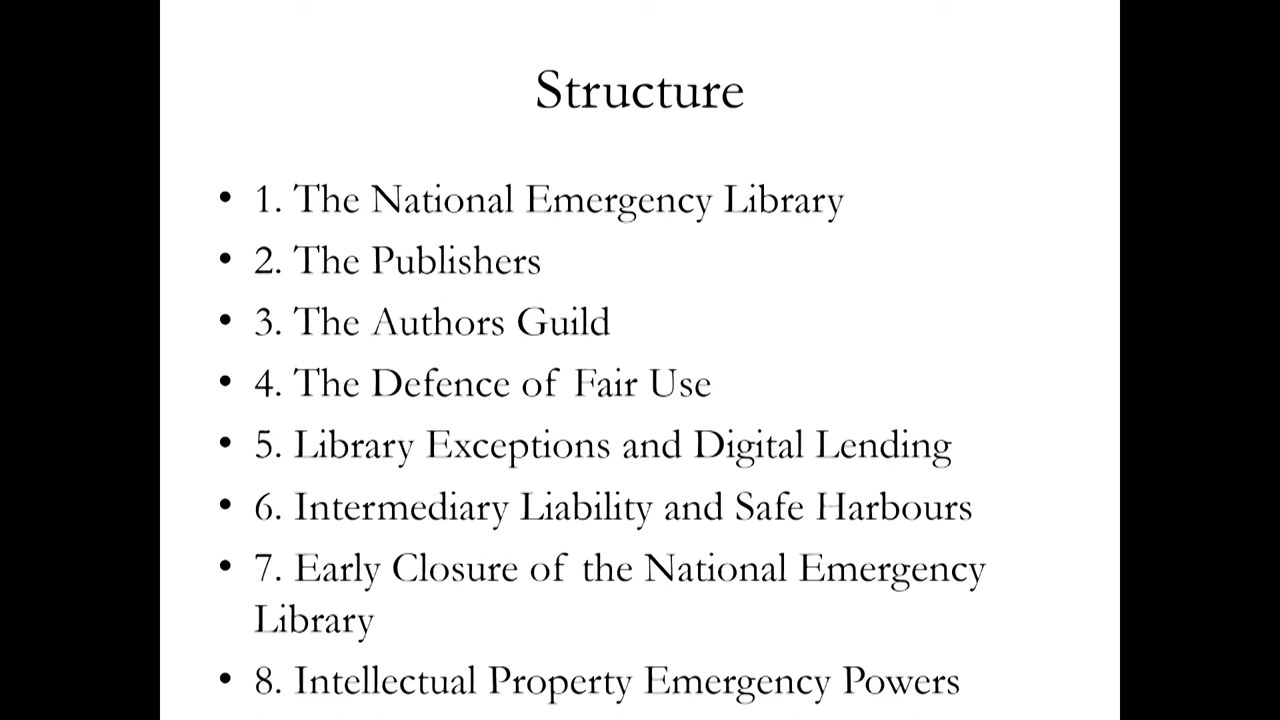 Structure
• 1. The National Emergency Library
• 2. The Publishers
• 3. The Authors Guild
• 4. The Defence of Fair Use
• 5. Library Exceptions and Digital Lending
• 6. Intermediary Liability and Safe Harbours
• 7. Early Closure of the National Emergency
Library
• 8. Intellectual Property Emergency Powers